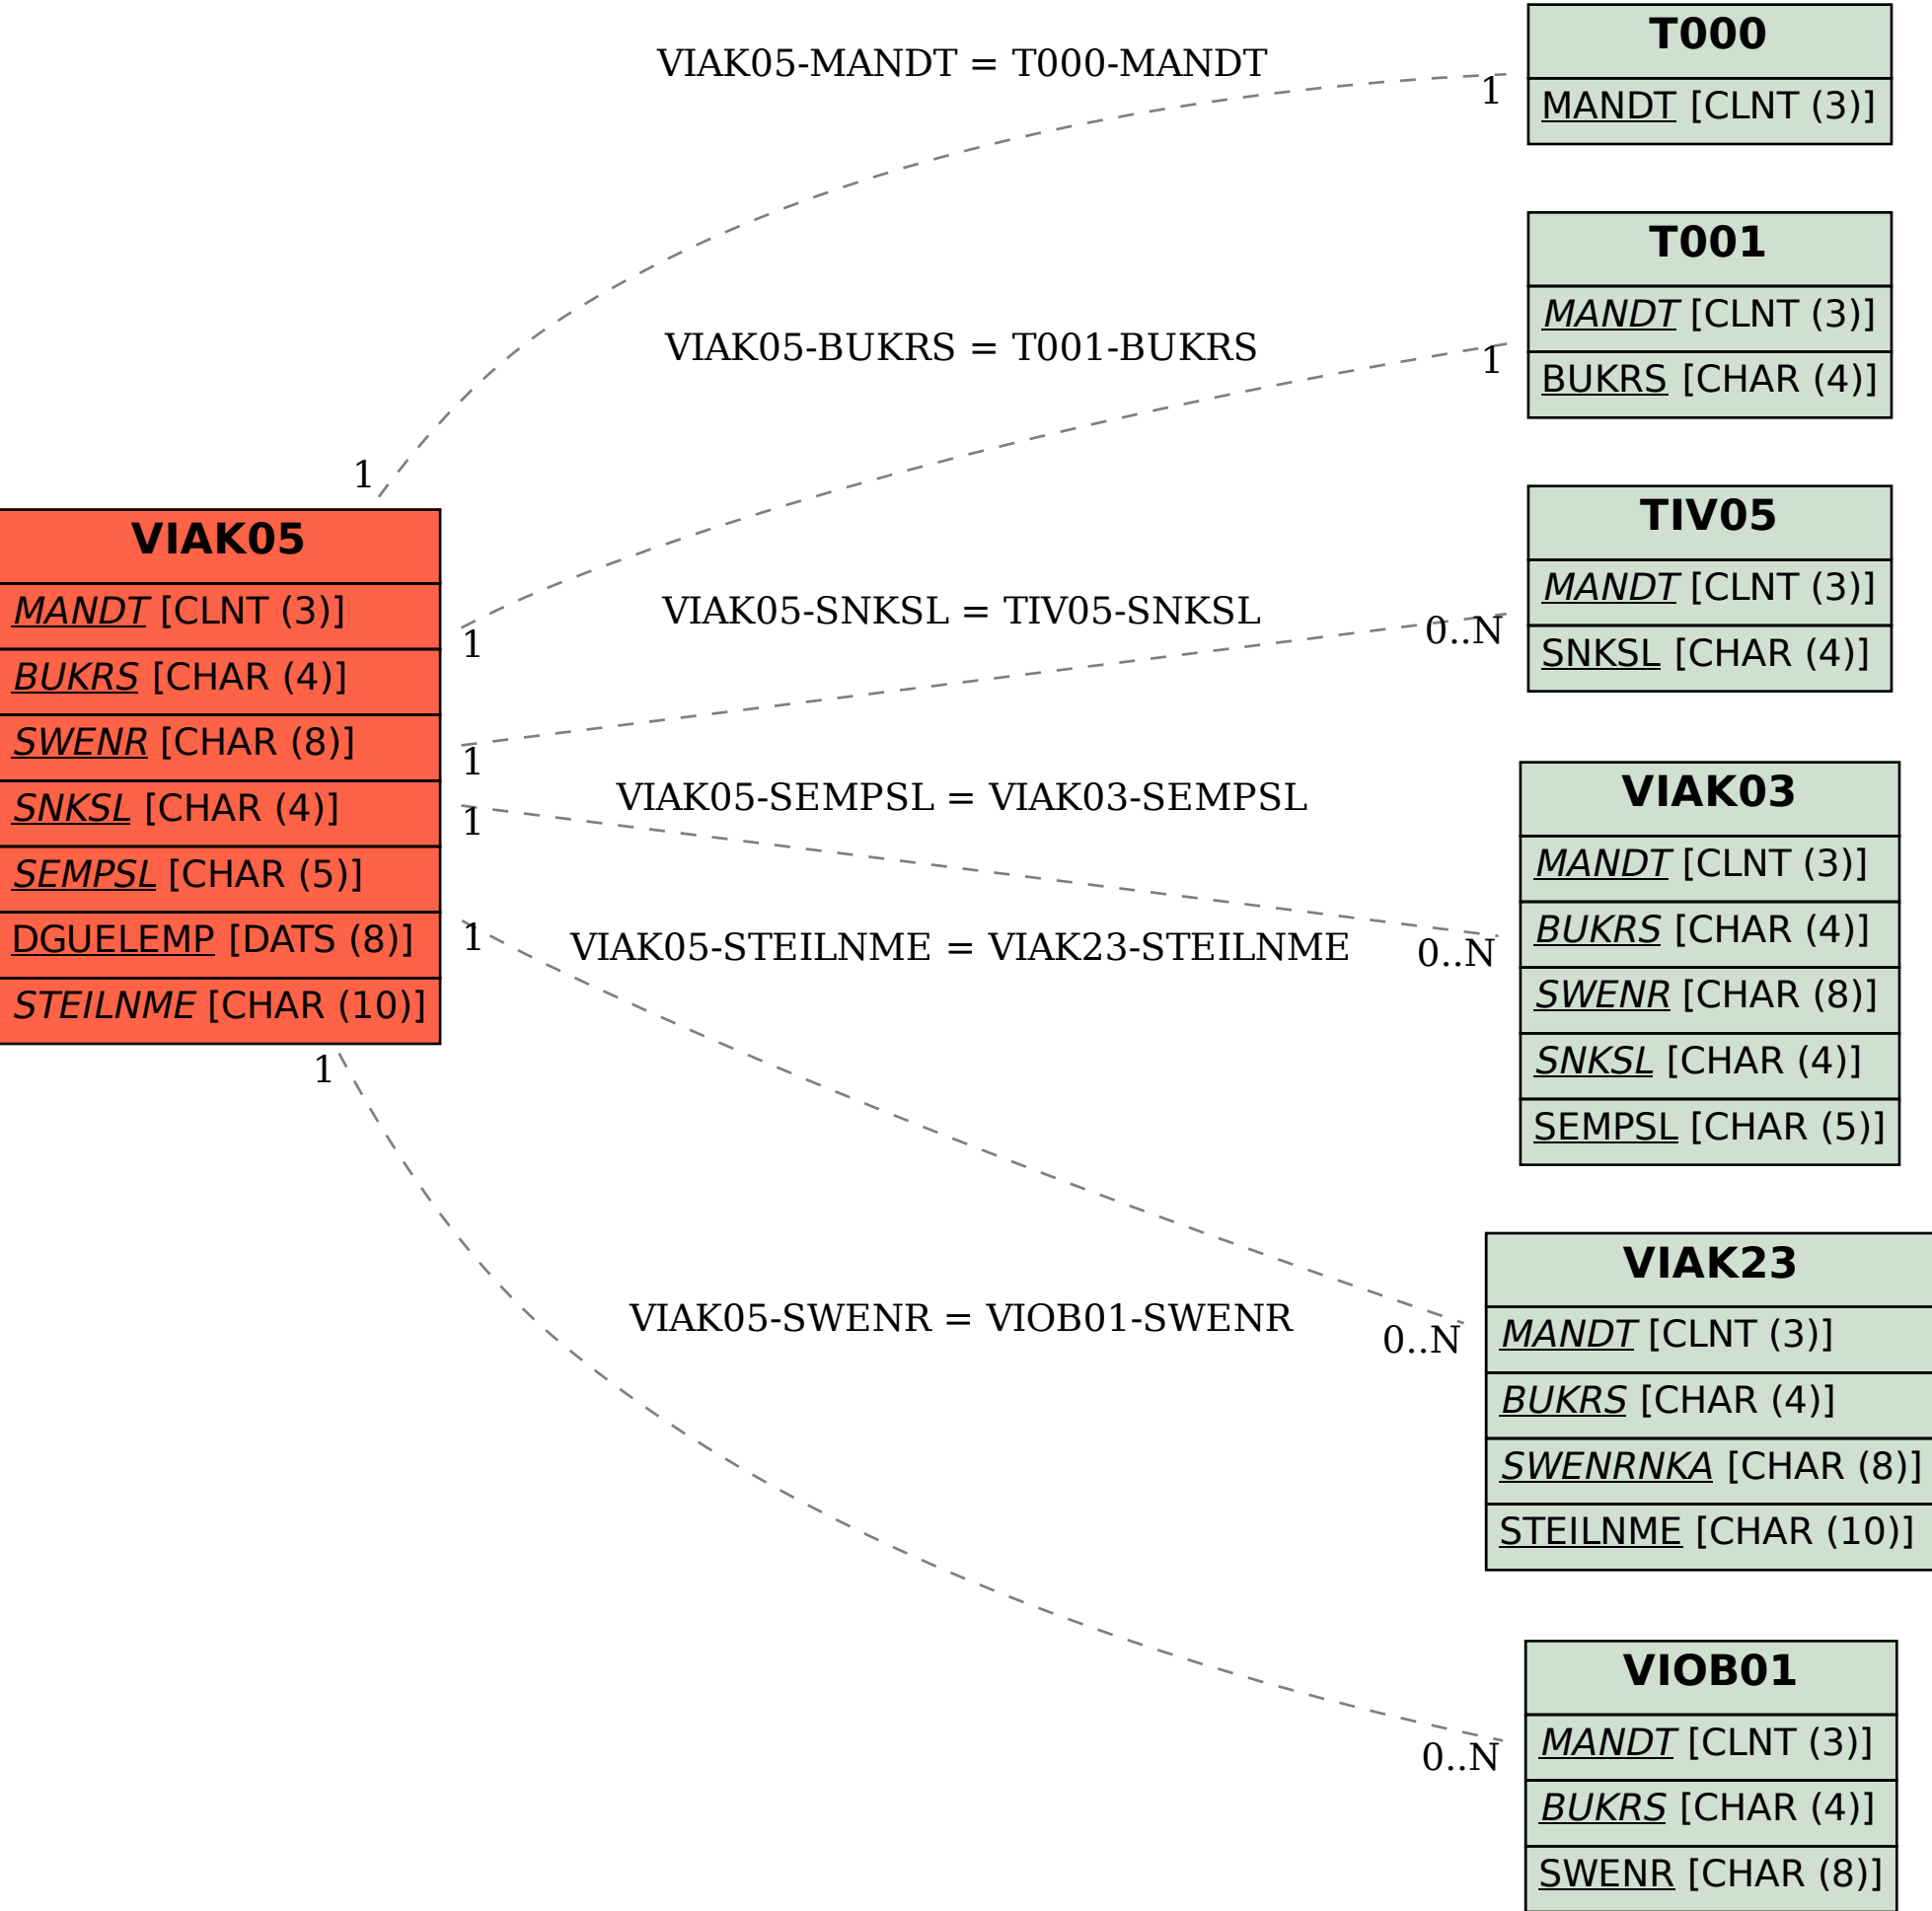 VIAK05-MANDT = T000-MANDT
1
1
T000
MANDT [CLNT (3)]
VIAK05-BUKRS = T001-BUKRS
1
1
T001
MANDT [CLNT (3)]
BUKRS [CHAR (4)]
VIAK05-SNKSL = TIV05-SNKSL
1
0..N
TIV05
MANDT [CLNT (3)]
SNKSL [CHAR (4)]
VIAK05
MANDT [CLNT (3)]
BUKRS [CHAR (4)]
SWENR [CHAR (8)]
SNKSL [CHAR (4)]
SEMPSL [CHAR (5)]
DGUELEMP [DATS (8)]
STEILNME [CHAR (10)]
VIAK05-SEMPSL = VIAK03-SEMPSL
1
0..N
VIAK03
MANDT [CLNT (3)]
BUKRS [CHAR (4)]
SWENR [CHAR (8)]
SNKSL [CHAR (4)]
SEMPSL [CHAR (5)]
VIAK05-STEILNME = VIAK23-STEILNME
1
0..N
VIAK23
MANDT [CLNT (3)]
BUKRS [CHAR (4)]
SWENRNKA [CHAR (8)]
STEILNME [CHAR (10)]
VIAK05-SWENR = VIOB01-SWENR
1
0..N
VIOB01
MANDT [CLNT (3)]
BUKRS [CHAR (4)]
SWENR [CHAR (8)]